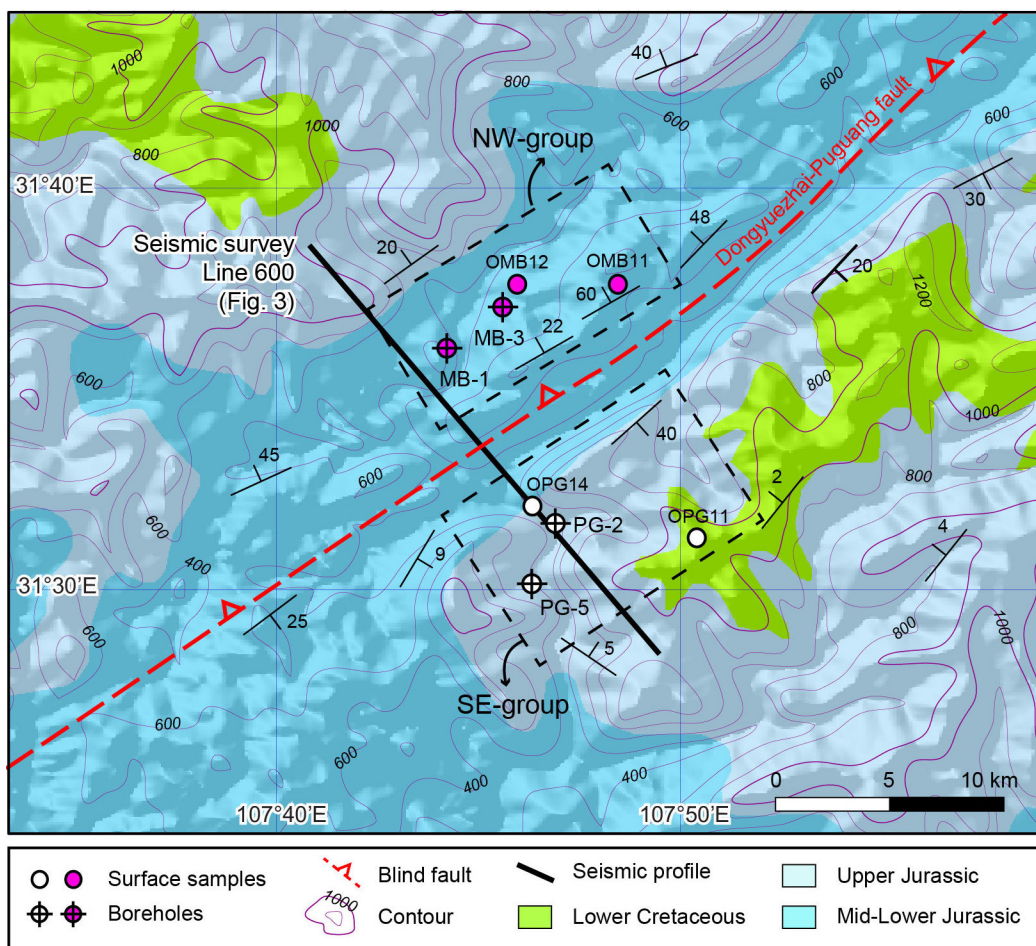 1000
40
800
600
1000
600
NW-group
800
600
Dongyuezhai-Puguang fault
31°40'E
30
48
Seismic survey
Line 600
(Fig. 3)
20
OMB12
OMB11
20
1200
60
MB-3
22
MB-1
600
800
1000
40
45
600
2
800
OPG14
PG-2
OPG11
4
9
400
31°30'E
PG-5
25
600
5
800
1000
SE-group
600
600
400
400
0
5
10 km
107°40'E
107°50'E
Surface samples
Blind fault
Seismic profile
Upper Jurassic
Boreholes
1000
Contour
Lower Cretaceous
Mid-Lower Jurassic